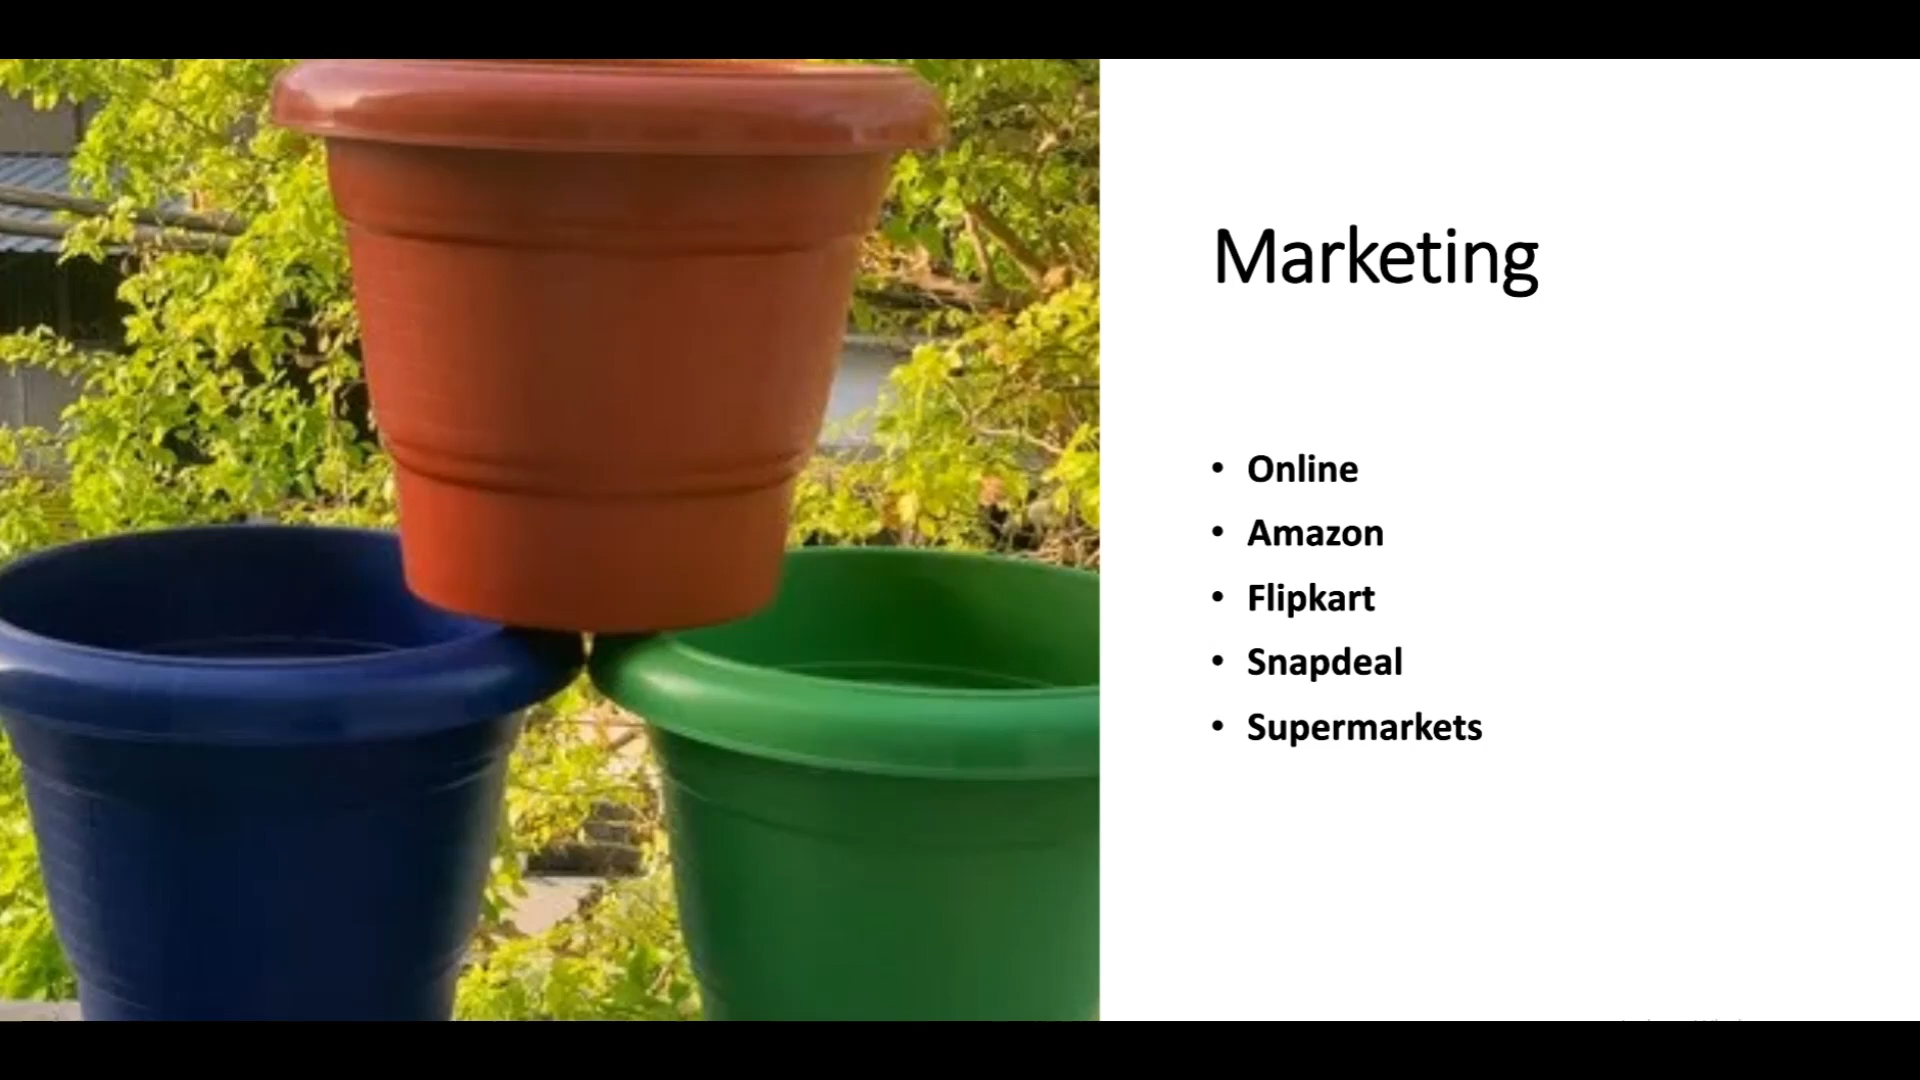 Marketing
• Online
• Amazon
• Flipkart
• Snapdeal
• Supermarkets